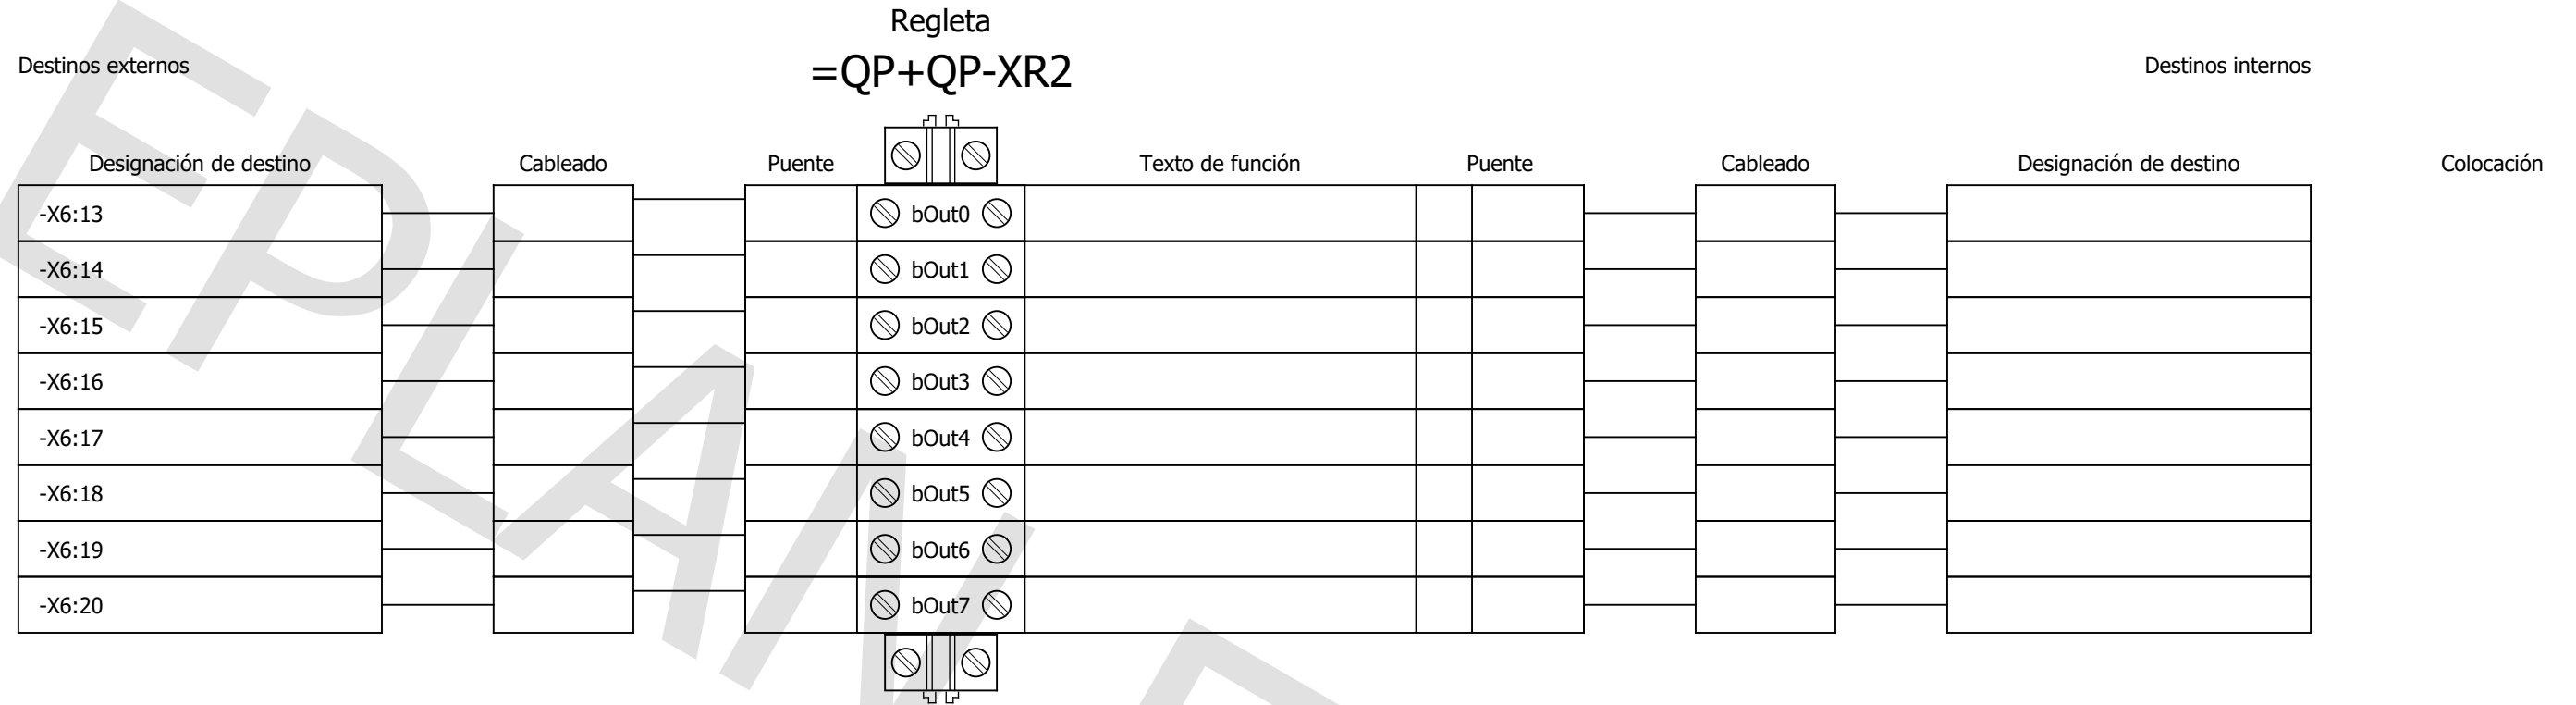 Regleta
Destinos externos =QP+QP-XR2 Destinos internos
Designación de destino Cableado Puente Texto de función Puente Cableado Designación de destino Colocación
-X6:13 bOut0
-X6:14 bOut1
-X6:15 bOut2
-X6:16 bOut3
-X6:17 bOut4
-X6:18 bOut5
-X6:19 bOut6
-X6:20 bOut7
EPLAN